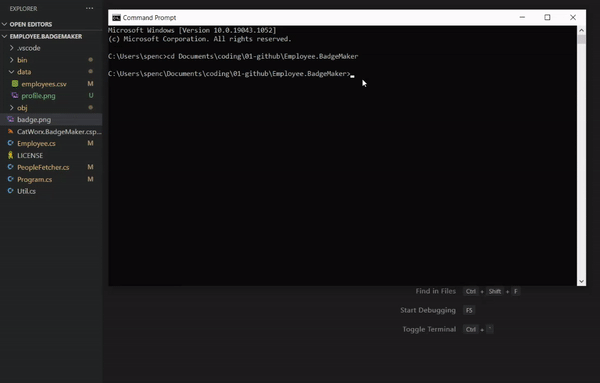 EXPLORER
OPEN EDITORS
EMPLOYEE.BADGEMAKER
.vscode
bin
data
employees.csv M
profile.png U
obj
badge.png
CatWorx.BadgeMaker.csp...
Employee.cs M
LICENSE
PeopleFetcher.cs M
Program.cs M
Util.cs
Command Prompt
Microsoft Windows [Version 10.0.19043.1052]
(c) Microsoft Corporation. All rights reserved.
C:\Users\spenc>cd Documents\coding\01-github\Employee.BadgeMaker
C:\Users\spenc\Documents\coding\01-github\Employee.BadgeMaker>
Find in Files Ctrl + Shift + F
Start Debugging F5
Toggle Terminal Ctrl + `